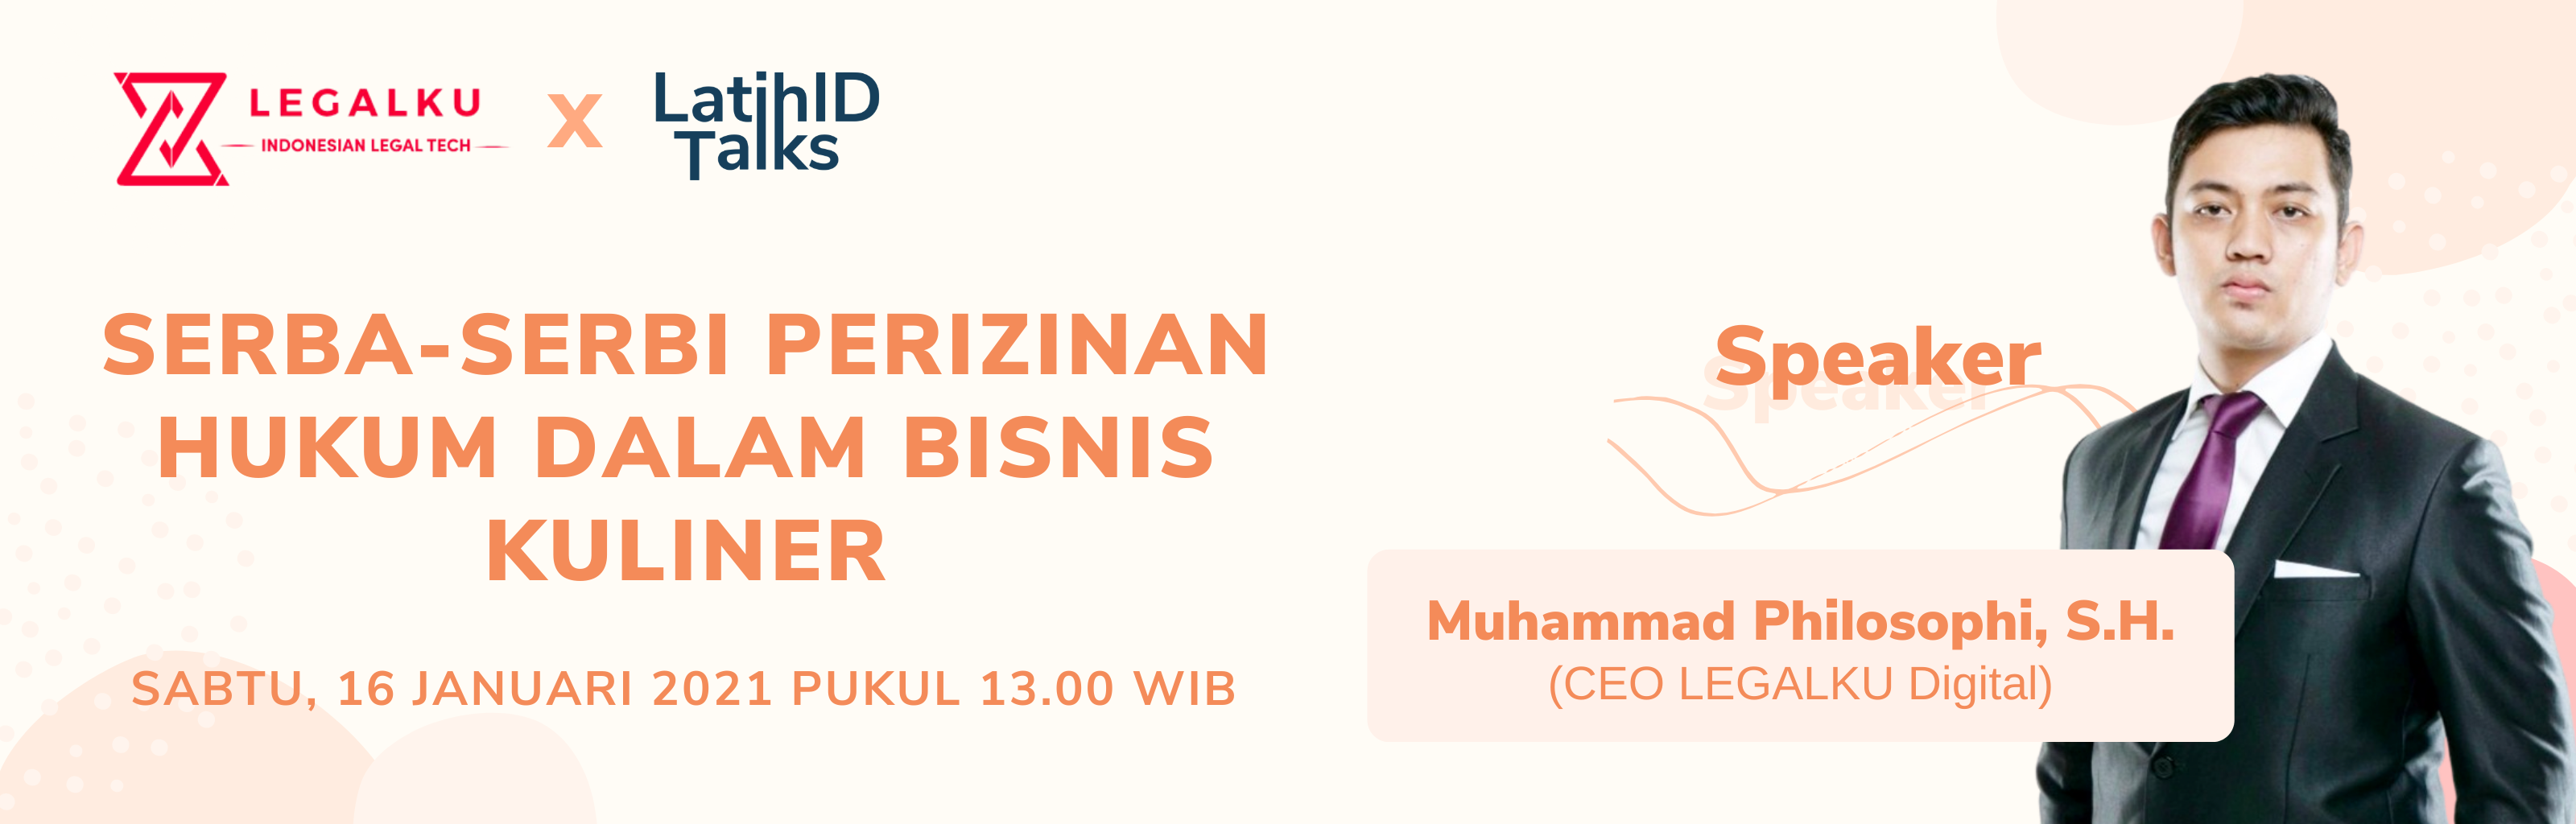 LEGALKU
INDONESIAN LEGAL TECH
x
LatihID
Talks
SERBA-SERBI PERIZINAN
HUKUM DALAM BISNIS
KULINER
SABTU, 16 JANUARI 2021 PUKUL 13.00 WIB
Speaker
Speaker
Muhammad Philosophi, S.H.
(CEO LEGALKU Digital)